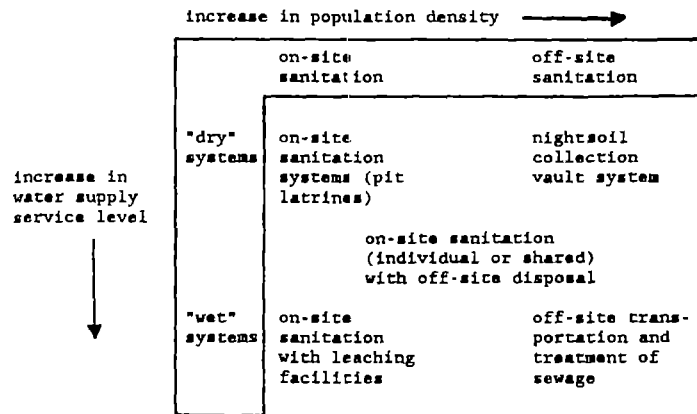 increase in population density
on-site
sanitation
off-site
sanitation
increase in
water supply
service level
"dry"
systems
on-site
sanitation
systems (pit
latrines)
nightsoil
collection
vault system
on-site sanitation
(individual or shared)
with off-site disposal
"wet"
systems
on-site
sanitation
with leaching
facilities
off-site trans-
portation and
treatment of
sewage